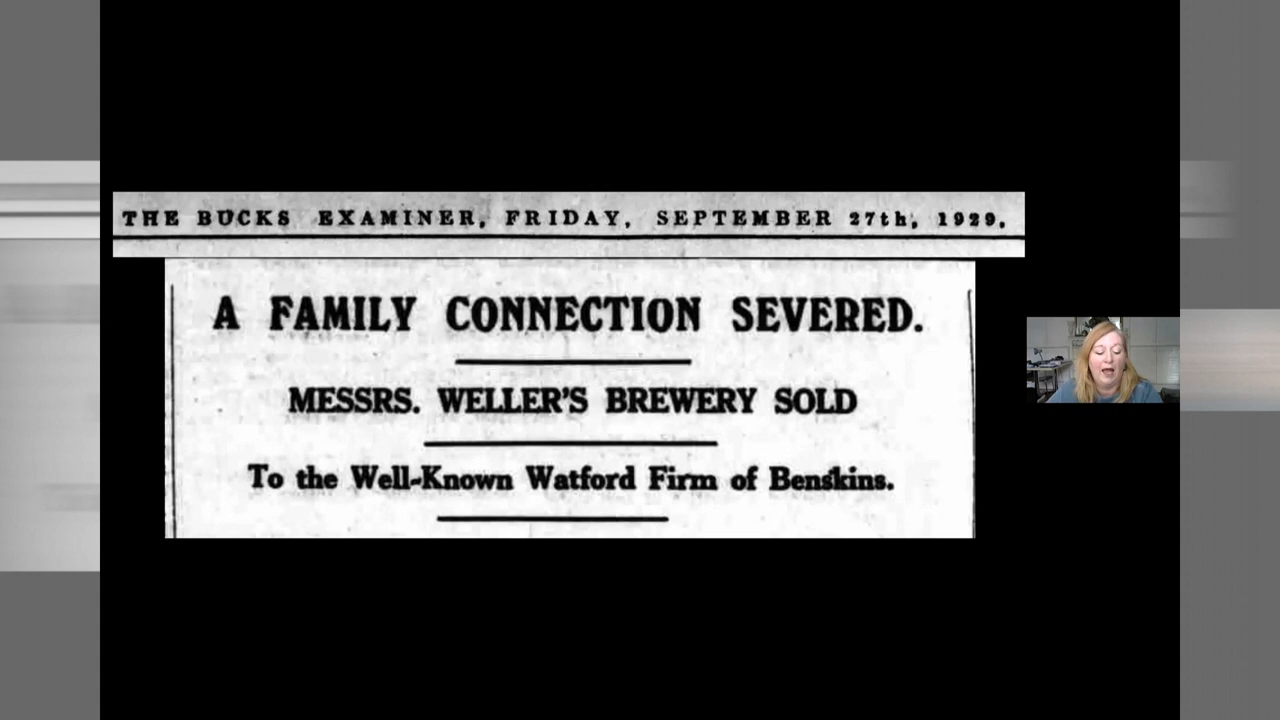 THE BUCKS EXAMINER, FRIDAY, SEPTEMBER 27th, 1929.
A FAMILY CONNECTION SEVERED.
MESSRS. WELLER'S BREWERY SOLD
To the Well-Known Watford Firm of Benskins.